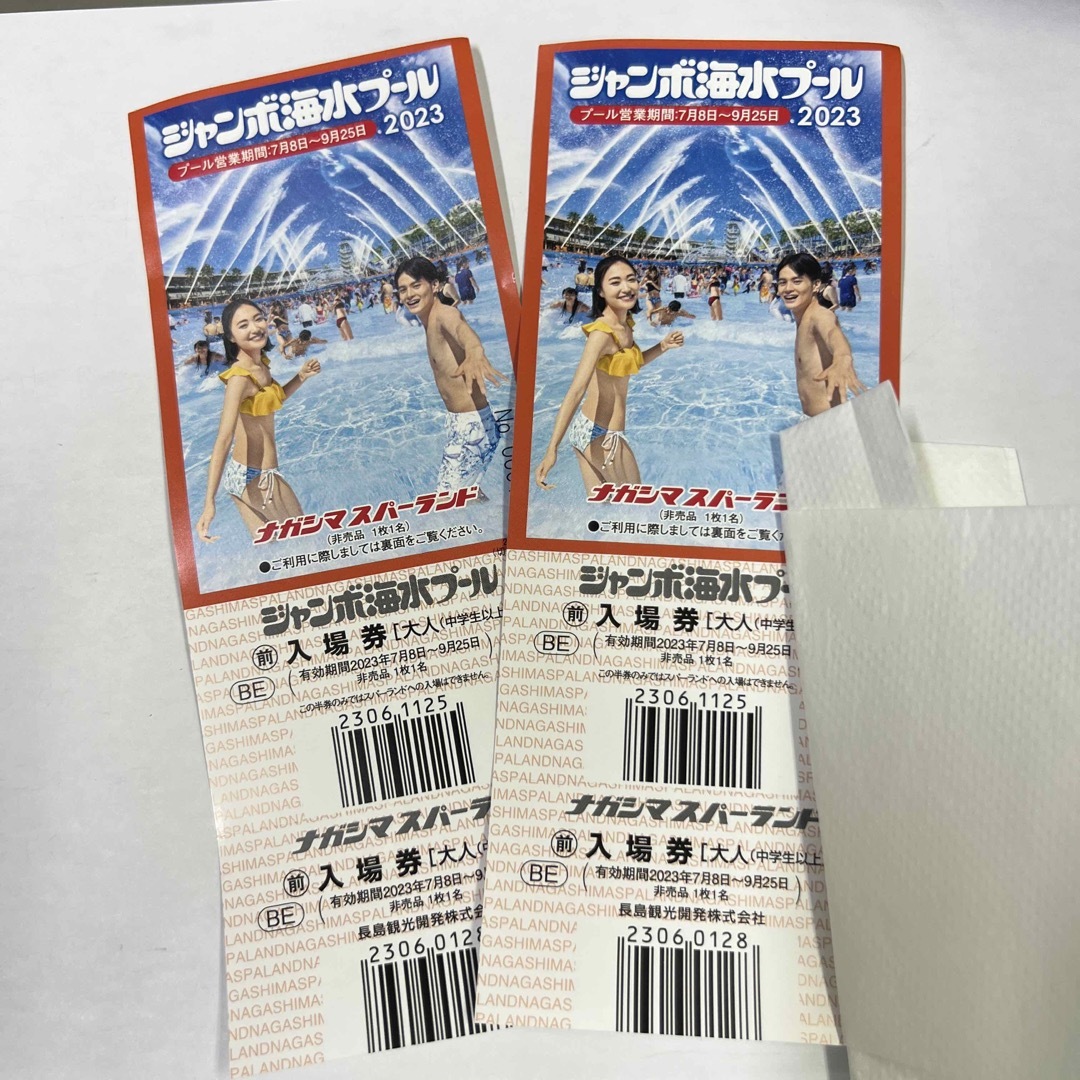 ジャンボ海水プール
プール営業期間:7月8日〜9月25日 .2023
No.
ナガシマスパーランド
(非売品 1枚1名)
●ご利用に際しましては裏面をご覧ください。
ジャンボ海水プール
前 入場券 [大人(中学生以上
BE (有効期間2023年7月8日〜9月25日)
非売品 1枚1名
この半券のみではスパーランドへの入場はできません。
2306 1125
ナガシマスパーランド
前 入場券 [大人(中
BE (有効期間2023年7月8日〜9月25日)
非売品 1枚1名
長島観光開発株式会
2306 0128
ジャンボ海水プール
プール営業期間:7月8日〜9月25日 .2023
ナガシマスパーラン
(非売品 1枚1名)
●ご利用に際しましては裏面をご覧くだ
ジャンボ海水プー
前 入場券 [大人(中学生
BE (有効期間2023年7月8日〜9月25日
非売品 1枚1名
この半券のみではスパーランドへの入場はできません。
2306 1125
ナガシマスパーランド
前 入場券 [大人(中学生以上
BE (有効期間2023年7月8日〜9月25日)
非売品 1枚1名
長島観光開発株式会社
2306 0128